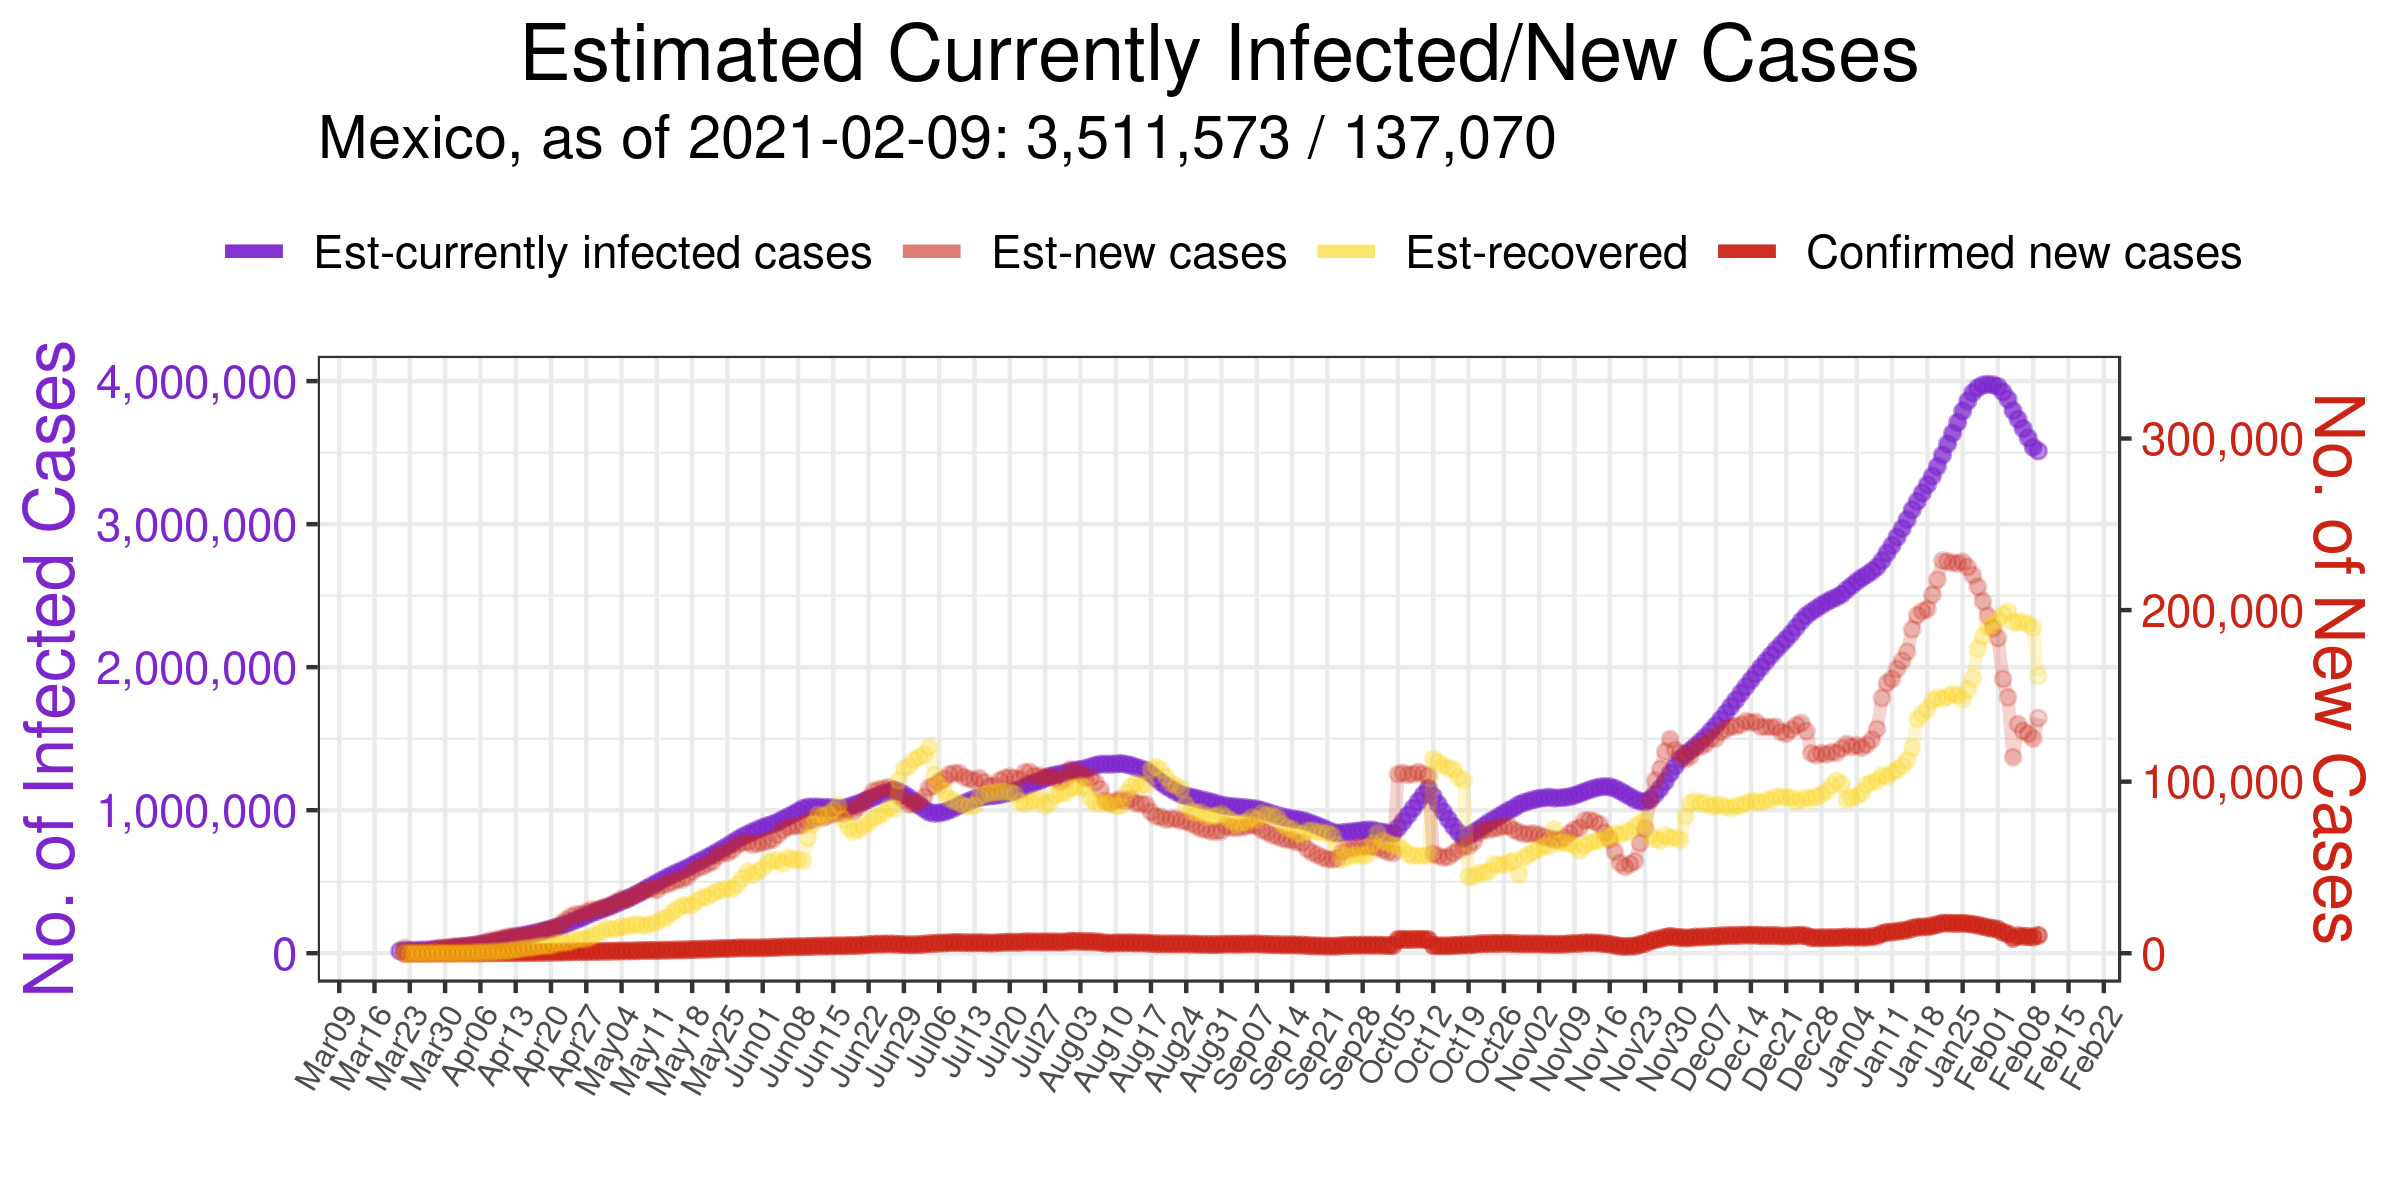 Estimated Currently Infected/New Cases
Mexico, as of 2021-02-09: 3,511,573 / 137,070
Est-currently infected cases
Est-new cases
Est-recovered
Confirmed new cases
No. of Infected Cases
4,000,000
3,000,000
2,000,000
1,000,000
0
300,000
200,000
100,000
0
No. of New Cases
Mar09
Mar16
Mar23
Mar30
Apr06
Apr13
Apr20
Apr27
May04
May11
May18
May25
Jun01
Jun08
Jun15
Jun22
Jun29
Jul06
Jul13
Jul20
Jul27
Aug03
Aug10
Aug17
Aug24
Aug31
Sep07
Sep14
Sep21
Sep28
Oct05
Oct12
Oct19
Oct26
Nov02
Nov09
Nov16
Nov23
Nov30
Dec07
Dec14
Dec21
Dec28
Dec04
Jan11
Jan18
Jan25
Feb01
Feb08
Feb15
Feb22